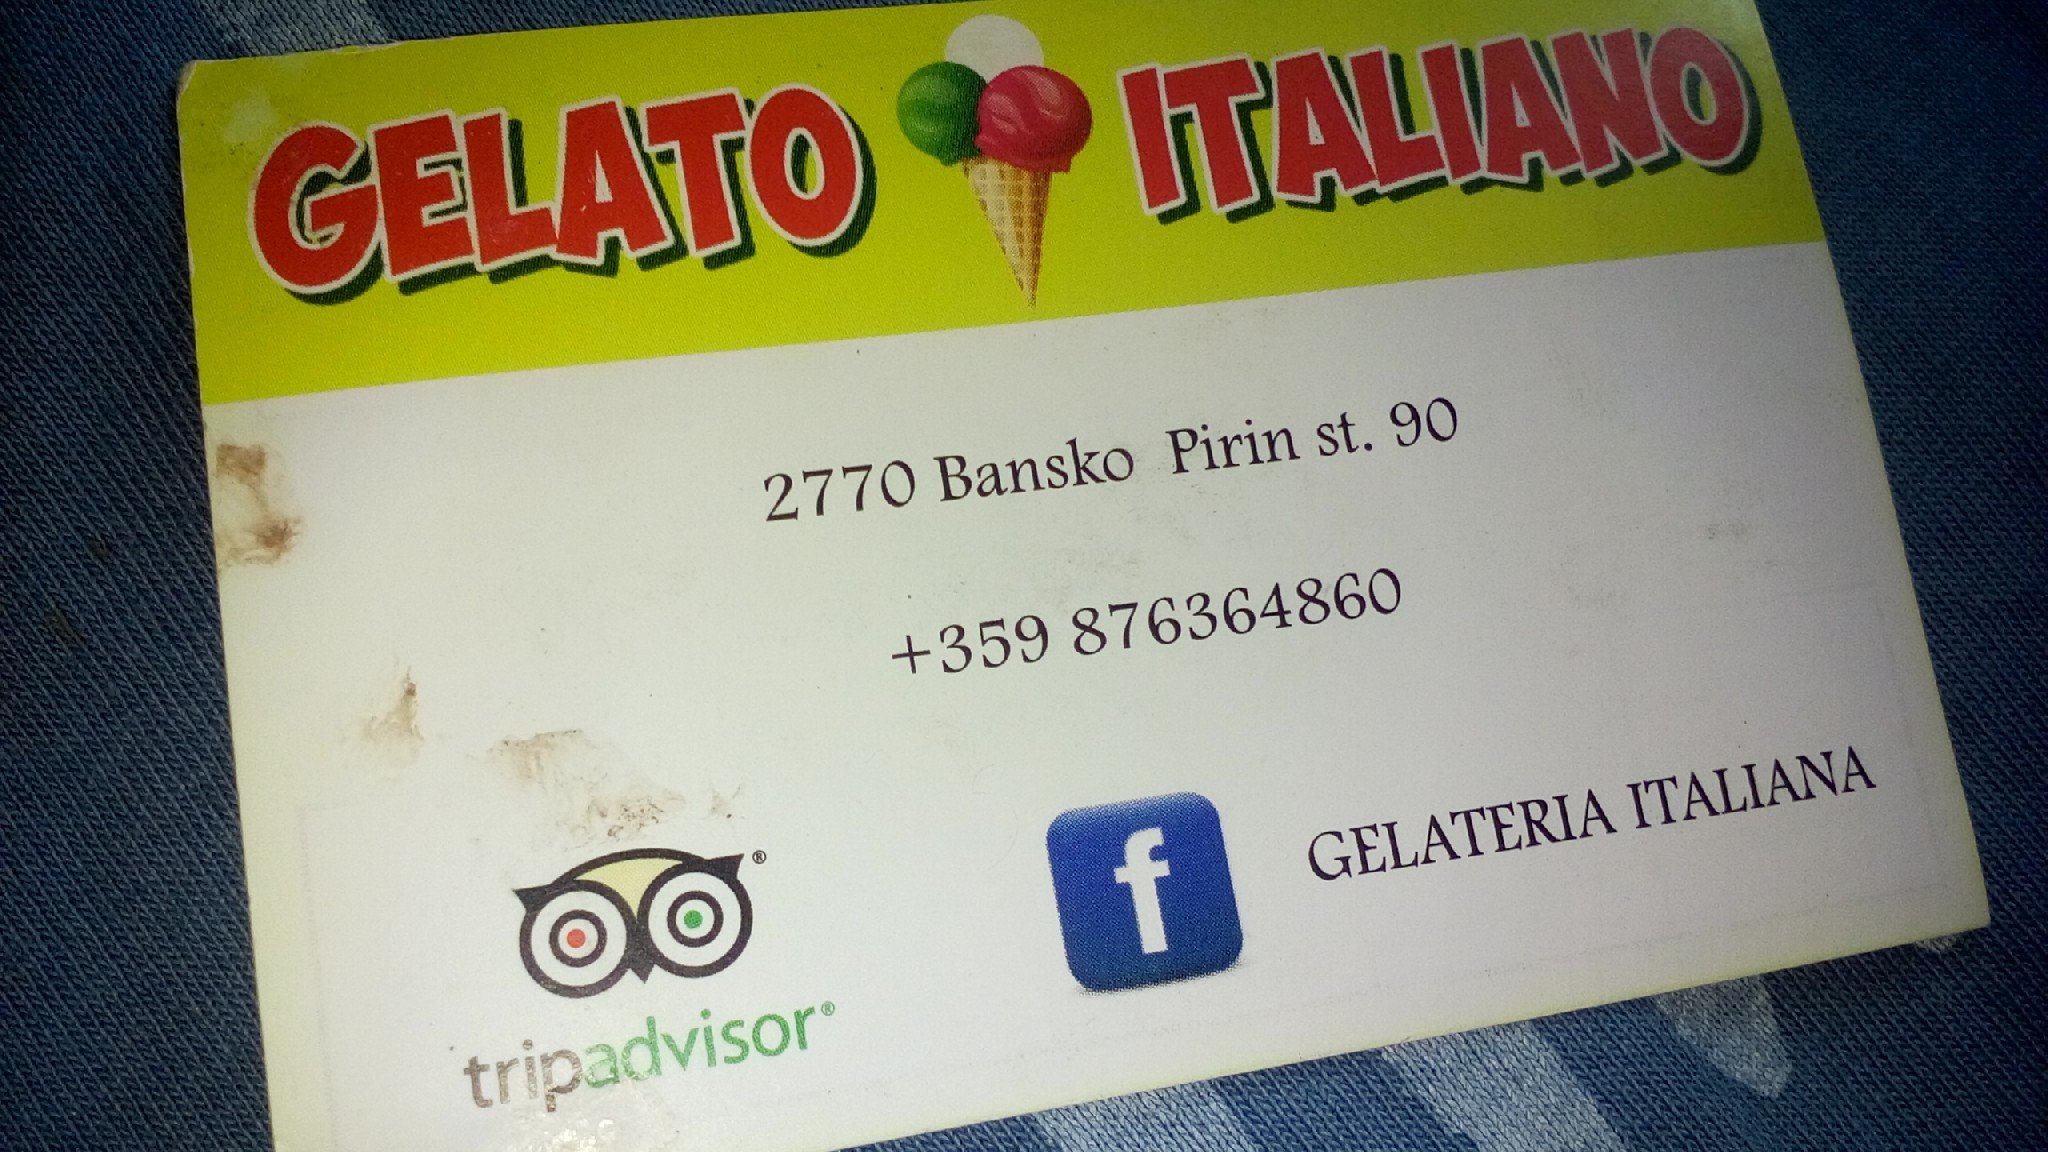 GELATO ITALIANO
2770 Bansko Pirin st. 90
+359 876364860
f GELATERIA ITALIANA
tripadvisor®